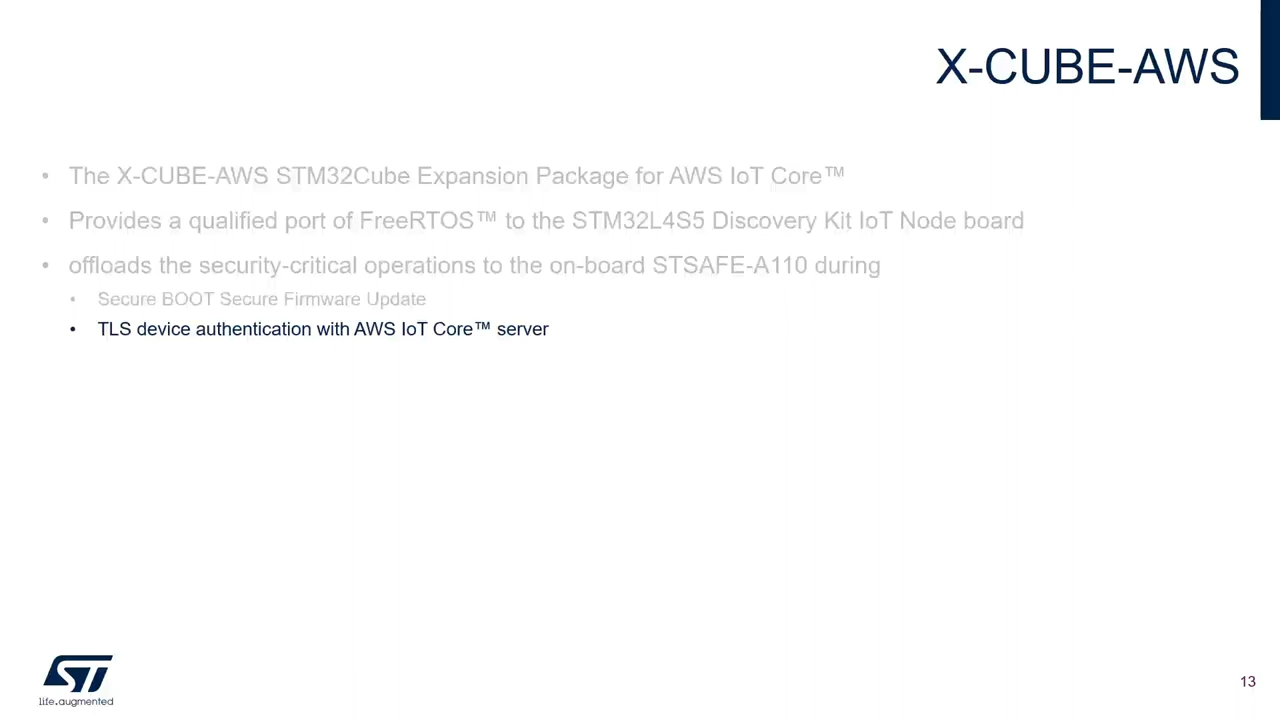 X-CUBE-AWS
• The X-CUBE-AWS STM32Cube Expansion Package for AWS IoT Core™
• Provides a qualified port of FreeRTOS™ to the STM32L4S5 Discovery Kit IoT Node board
• offloads the security-critical operations to the on-board STSAFE-A110 during
• Secure BOOT Secure Firmware Update
• TLS device authentication with AWS IoT Core™ server
ST
life.augmented
13